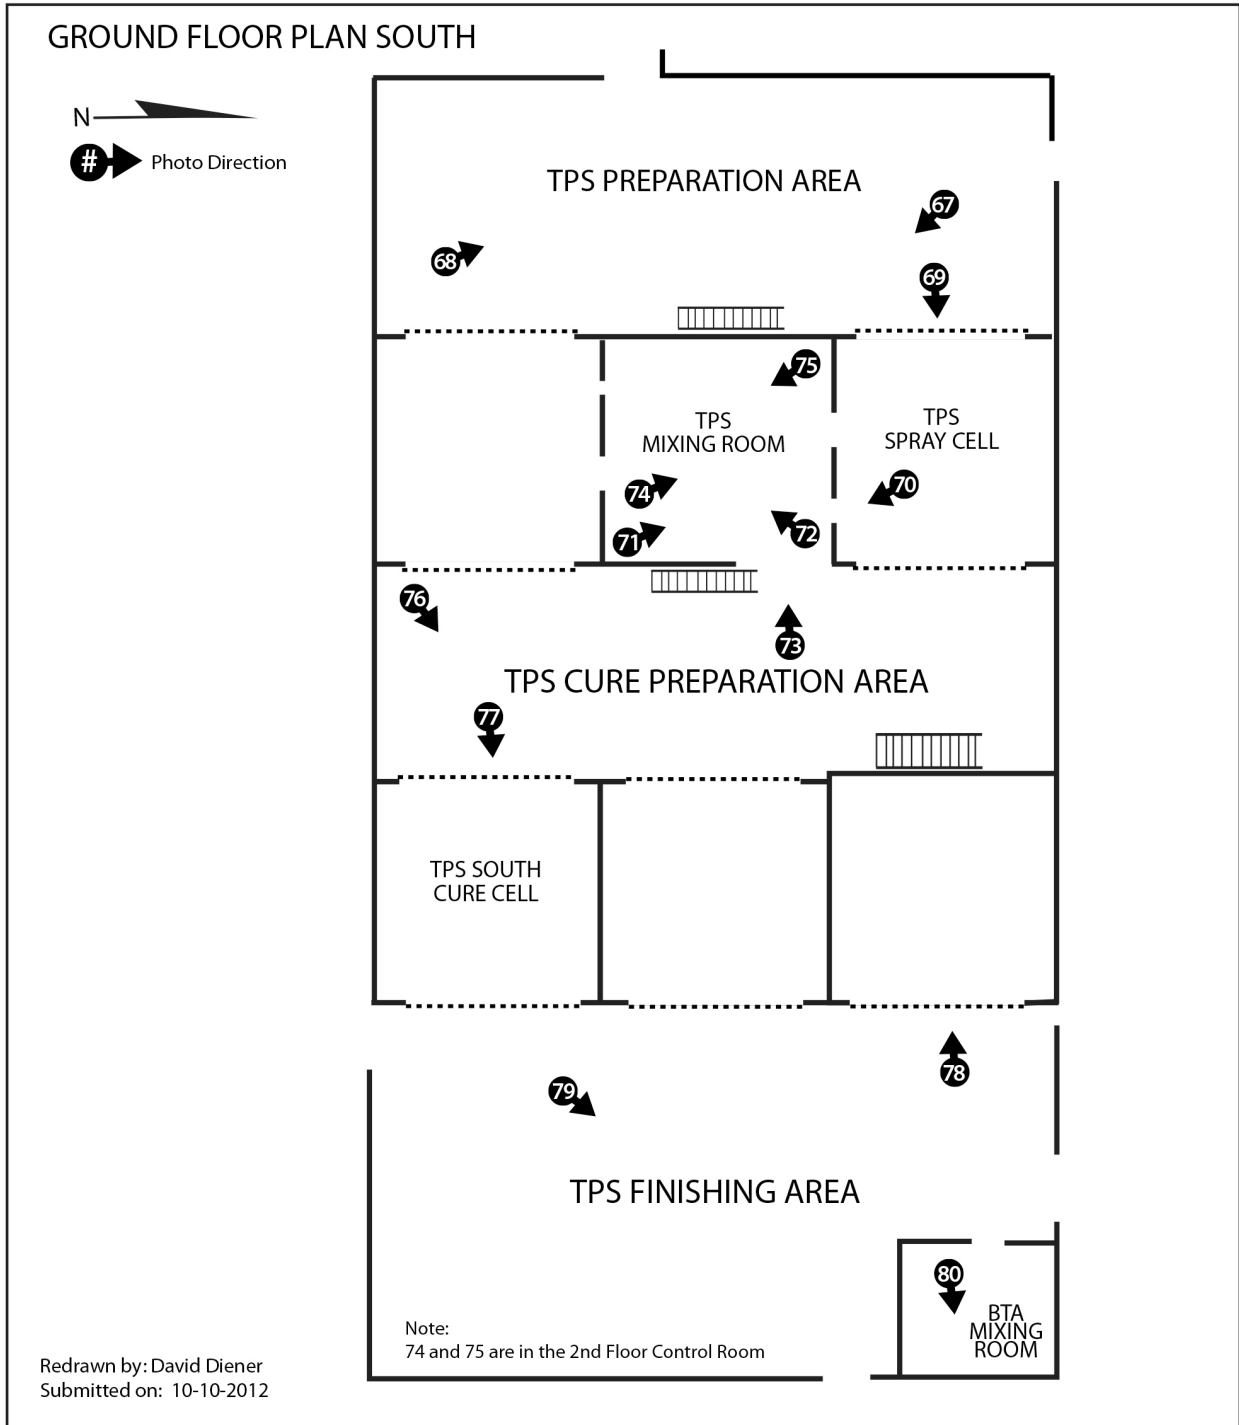 GROUND FLOOR PLAN SOUTH
N
# Photo Direction
TPS PREPARATION AREA
67
68
69
75
TPS
MIXING ROOM
TPS
SPRAY CELL
74
70
71
72
76
73
TPS CURE PREPARATION AREA
77
TPS SOUTH
CURE CELL
78
79
TPS FINISHING AREA
80
BTA
MIXING
ROOM
Note:
74 and 75 are in the 2nd Floor Control Room
Redrawn by: David Diener
Submitted on: 10-10-2012